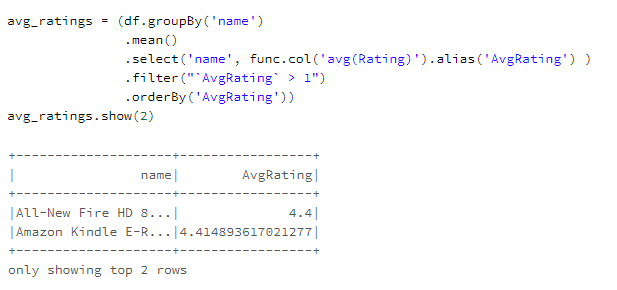 avg_ratings = (df.groupBy('name')
               .mean()
               .select('name', func.col('avg(Rating)').alias('AvgRating') )
               .filter("`AvgRating` > 1")
               .orderBy('AvgRating'))
avg_ratings.show(2)
+--------------------+-----------------+
|                name|        AvgRating|
+--------------------+-----------------+
|All-New Fire HD 8...|              4.4|
|Amazon Kindle E-R...|4.414893617021277|
+--------------------+-----------------+
only showing top 2 rows